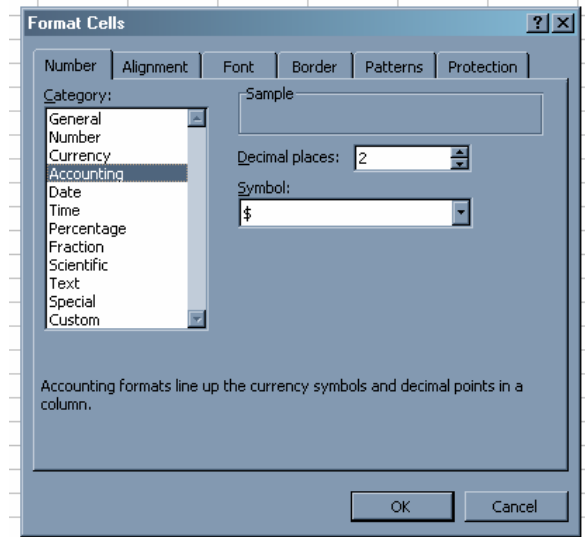 Format Cells
Number Alignment Font Border Patterns Protection
Category:
General
Number
Currency
Accounting
Date
Time
Percentage
Fraction
Scientific
Text
Special
Custom
Sample
Decimal places: 2
Symbol:
$
Accounting formats line up the currency symbols and decimal points in a
column.
OK Cancel